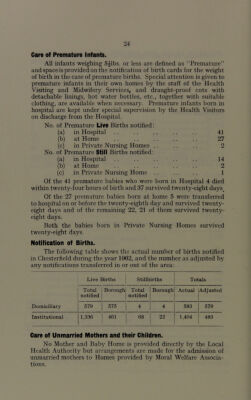 24
Care of Premature Infants.
All infants weighing 5½lbs. or less are defined as "Premature"
and space is provided on the notification of birth cards for the weight
of birth in the case of premature births. Special attention is given to
premature infants in their own homes by the staff of the Health
Visiting and Midwifery Services, and draught-proof cots with
detachable linings, hot water bottles, etc., together with suitable
clothing, are available when necessary. Premature infants born in
hospital are kept under special supervision by the Health Visitors
on discharge from the Hospital.
No. of Premature Live Births notified:
(a) in Hospital .. .. .. .. 41
(b) at Home .. .. .. .. 27
(c) in Private Nursing Homes .. .. 2
No. of Premature Still Births notified:
(a) in Hospital .. .. .. .. 14
(b) at Home .. .. .. .. 2
(c) in Private Nursing Home .. .. 1
Of the 41 premature babies who were born in Hospital 4 died
within twenty-four hours of birth and 37 survived twenty-eight days.
Of the 27 premature babies born at home 5 were transferred
to hospital on or before the twenty-eighth day and survived twenty-
eight days and of the remaining 22, 21 of them survived twenty-
eight days.
Both the babies born in Private Nursing Homes survived
twenty-eight days.
Notification of Births.
The following table shows the actual number of births notified
in Chesterfield during the year 1962, and the number as adjusted by
any notifications transferred in or out of the area:
Live Births Stillbirths Totals
Total notified Borough Total notified Borough Actual Adjusted
Domiciliary 579 575 4 4 583 579
Institutional 1,336 461 68 22 1,404 483
Care of Unmarried Mothers and their Children.
No Mother and Baby Home is provided directly by the Local
Health Authority but arrangements are made for the admission of
unmarried mothers to Homes provided by Moral Welfare Associa-
tions.